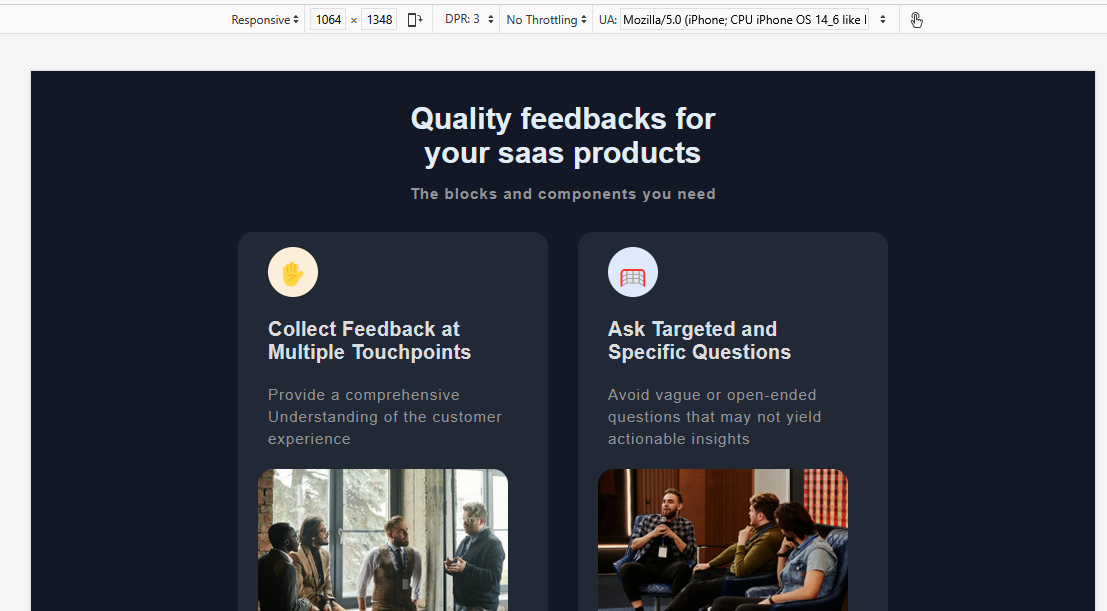 Responsive 1064 × 1348 DPR: 3 No Throttling UA: Mozilla/5.0 (iPhone; CPU iPhone OS 14_6 like
Quality feedbacks for
your saas products
The blocks and components you need
Collect Feedback at
Multiple Touchpoints
Provide a comprehensive
Understanding of the customer
experience
Ask Targeted and
Specific Questions
Avoid vague or open-ended
questions that may not yield
actionable insights